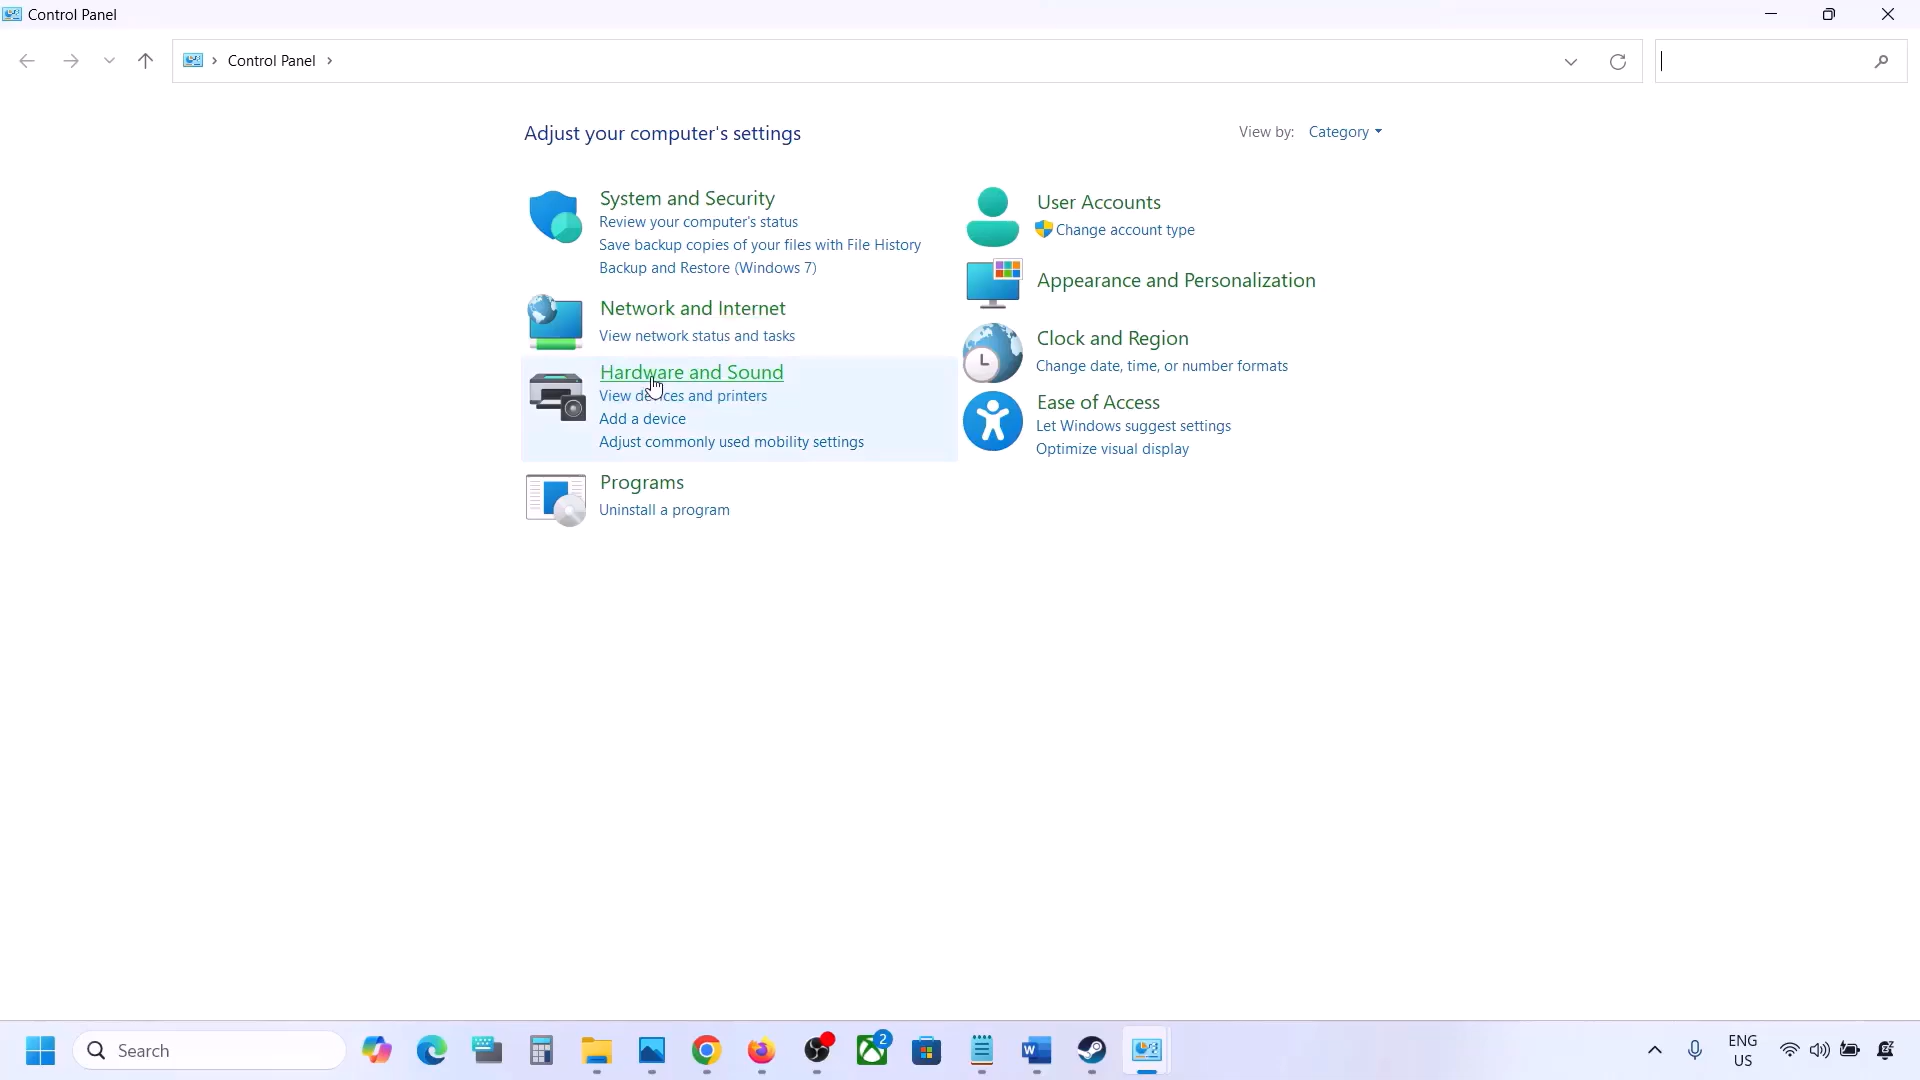 Control Panel
Control Panel
Adjust your computer's settings
View by: Category
System and Security
Review your computer's status
Save backup copies of your files with File History
Backup and Restore (Windows 7)
Network and Internet
View network status and tasks
Hardware and Sound
View devices and printers
Add a device
Adjust commonly used mobility settings
Programs
Uninstall a program
User Accounts
Change account type
Appearance and Personalization
Clock and Region
Change date, time, or number formats
Ease of Access
Let Windows suggest settings
Optimize visual display
Search
2
ENG
US